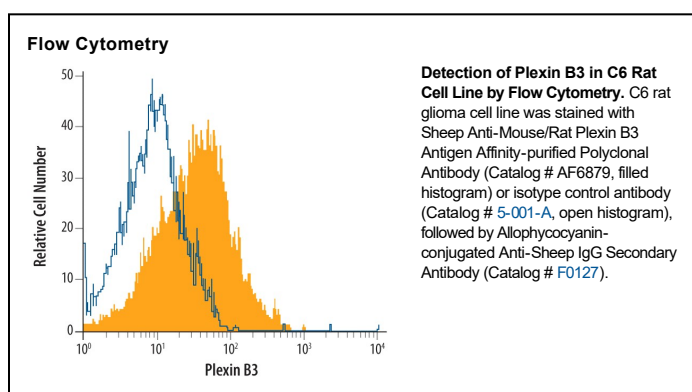 Flow Cytometry
50
40
30
20
10
0
Relative Cell Number
10⁰
10¹
10²
10³
10⁴
Plexin B3
Detection of Plexin B3 in C6 Rat
Cell Line by Flow Cytometry. C6 rat
glioma cell line was stained with
Sheep Anti-Mouse/Rat Plexin B3
Antigen Affinity-purified Polyclonal
Antibody (Catalog # AF6879, filled
histogram) or isotype control antibody
(Catalog # 5-001-A, open histogram),
followed by Allophycocyanin-
conjugated Anti-Sheep IgG Secondary
Antibody (Catalog # F0127).